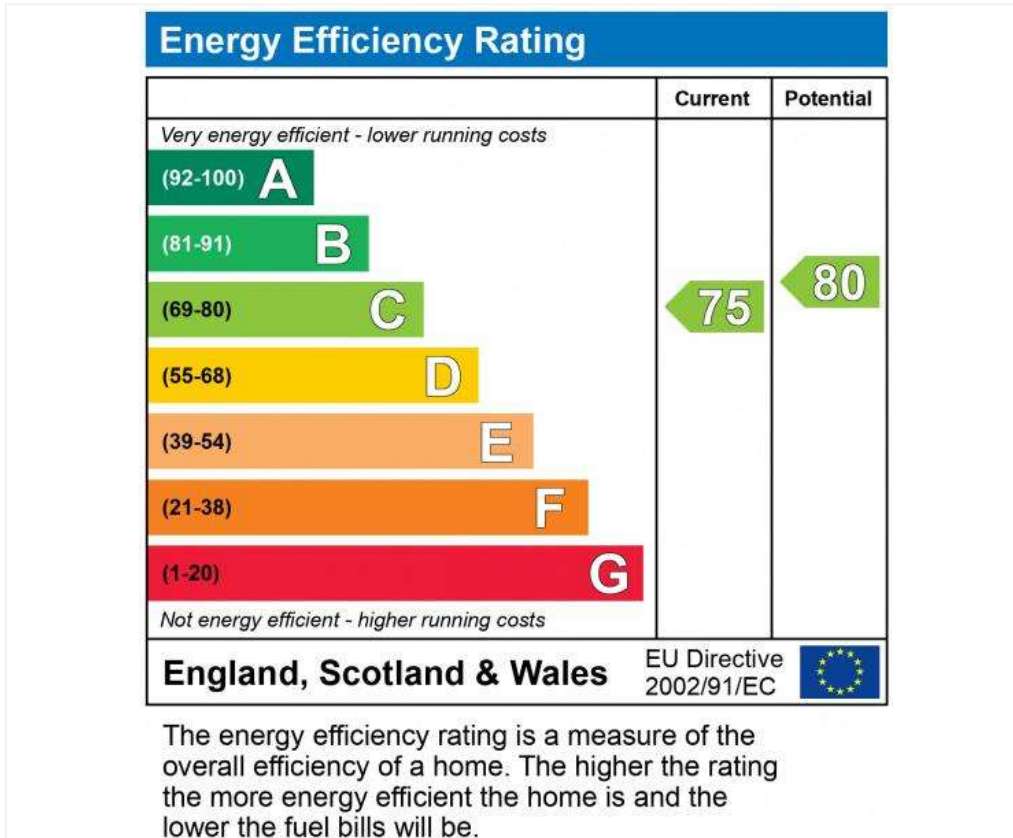 Energy Efficiency Rating
Current Potential
Very energy efficient - lower running costs
(92-100) A
(81-91) B
(69-80) C
75
80
(55-68) D
(39-54) E
(21-38) F
(1-20) G
Not energy efficient - higher running costs
England, Scotland & Wales
EU Directive
2002/91/EC
The energy efficiency rating is a measure of the
overall efficiency of a home. The higher the rating
the more energy efficient the home is and the
lower the fuel bills will be.